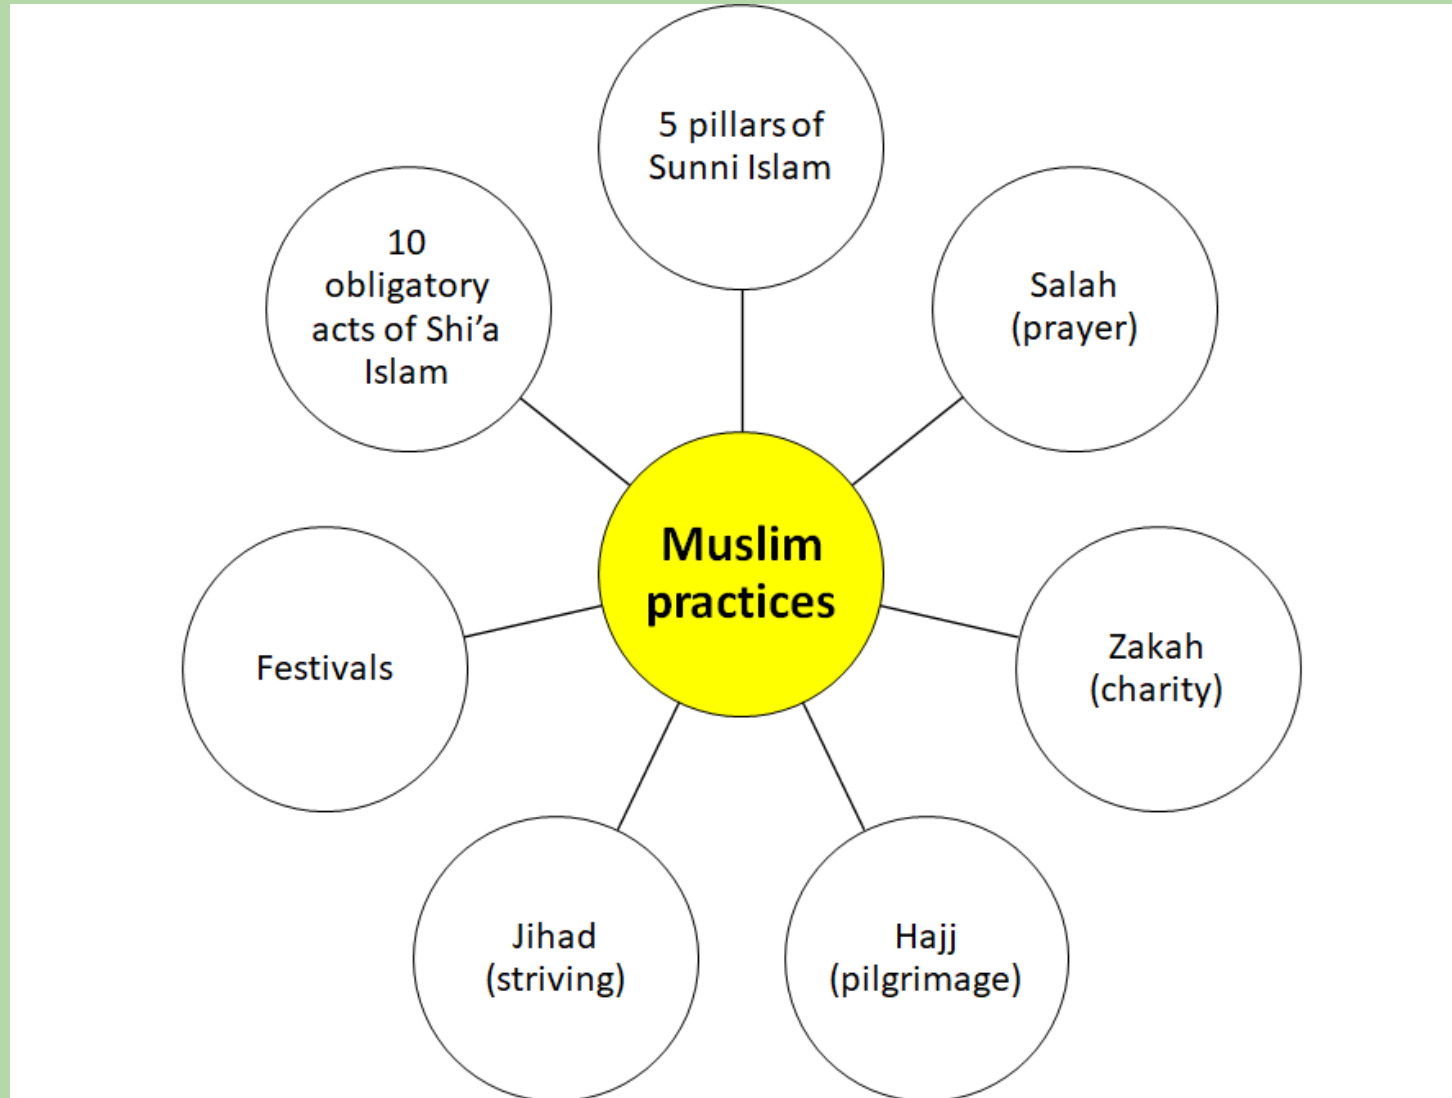 5 pillars of
Sunni Islam
Salah
(prayer)
Zakah
(charity)
Hajj
(pilgrimage)
Jihad
(striving)
Festivals
10
obligatory
acts of Shi’a
Islam
Muslim
practices